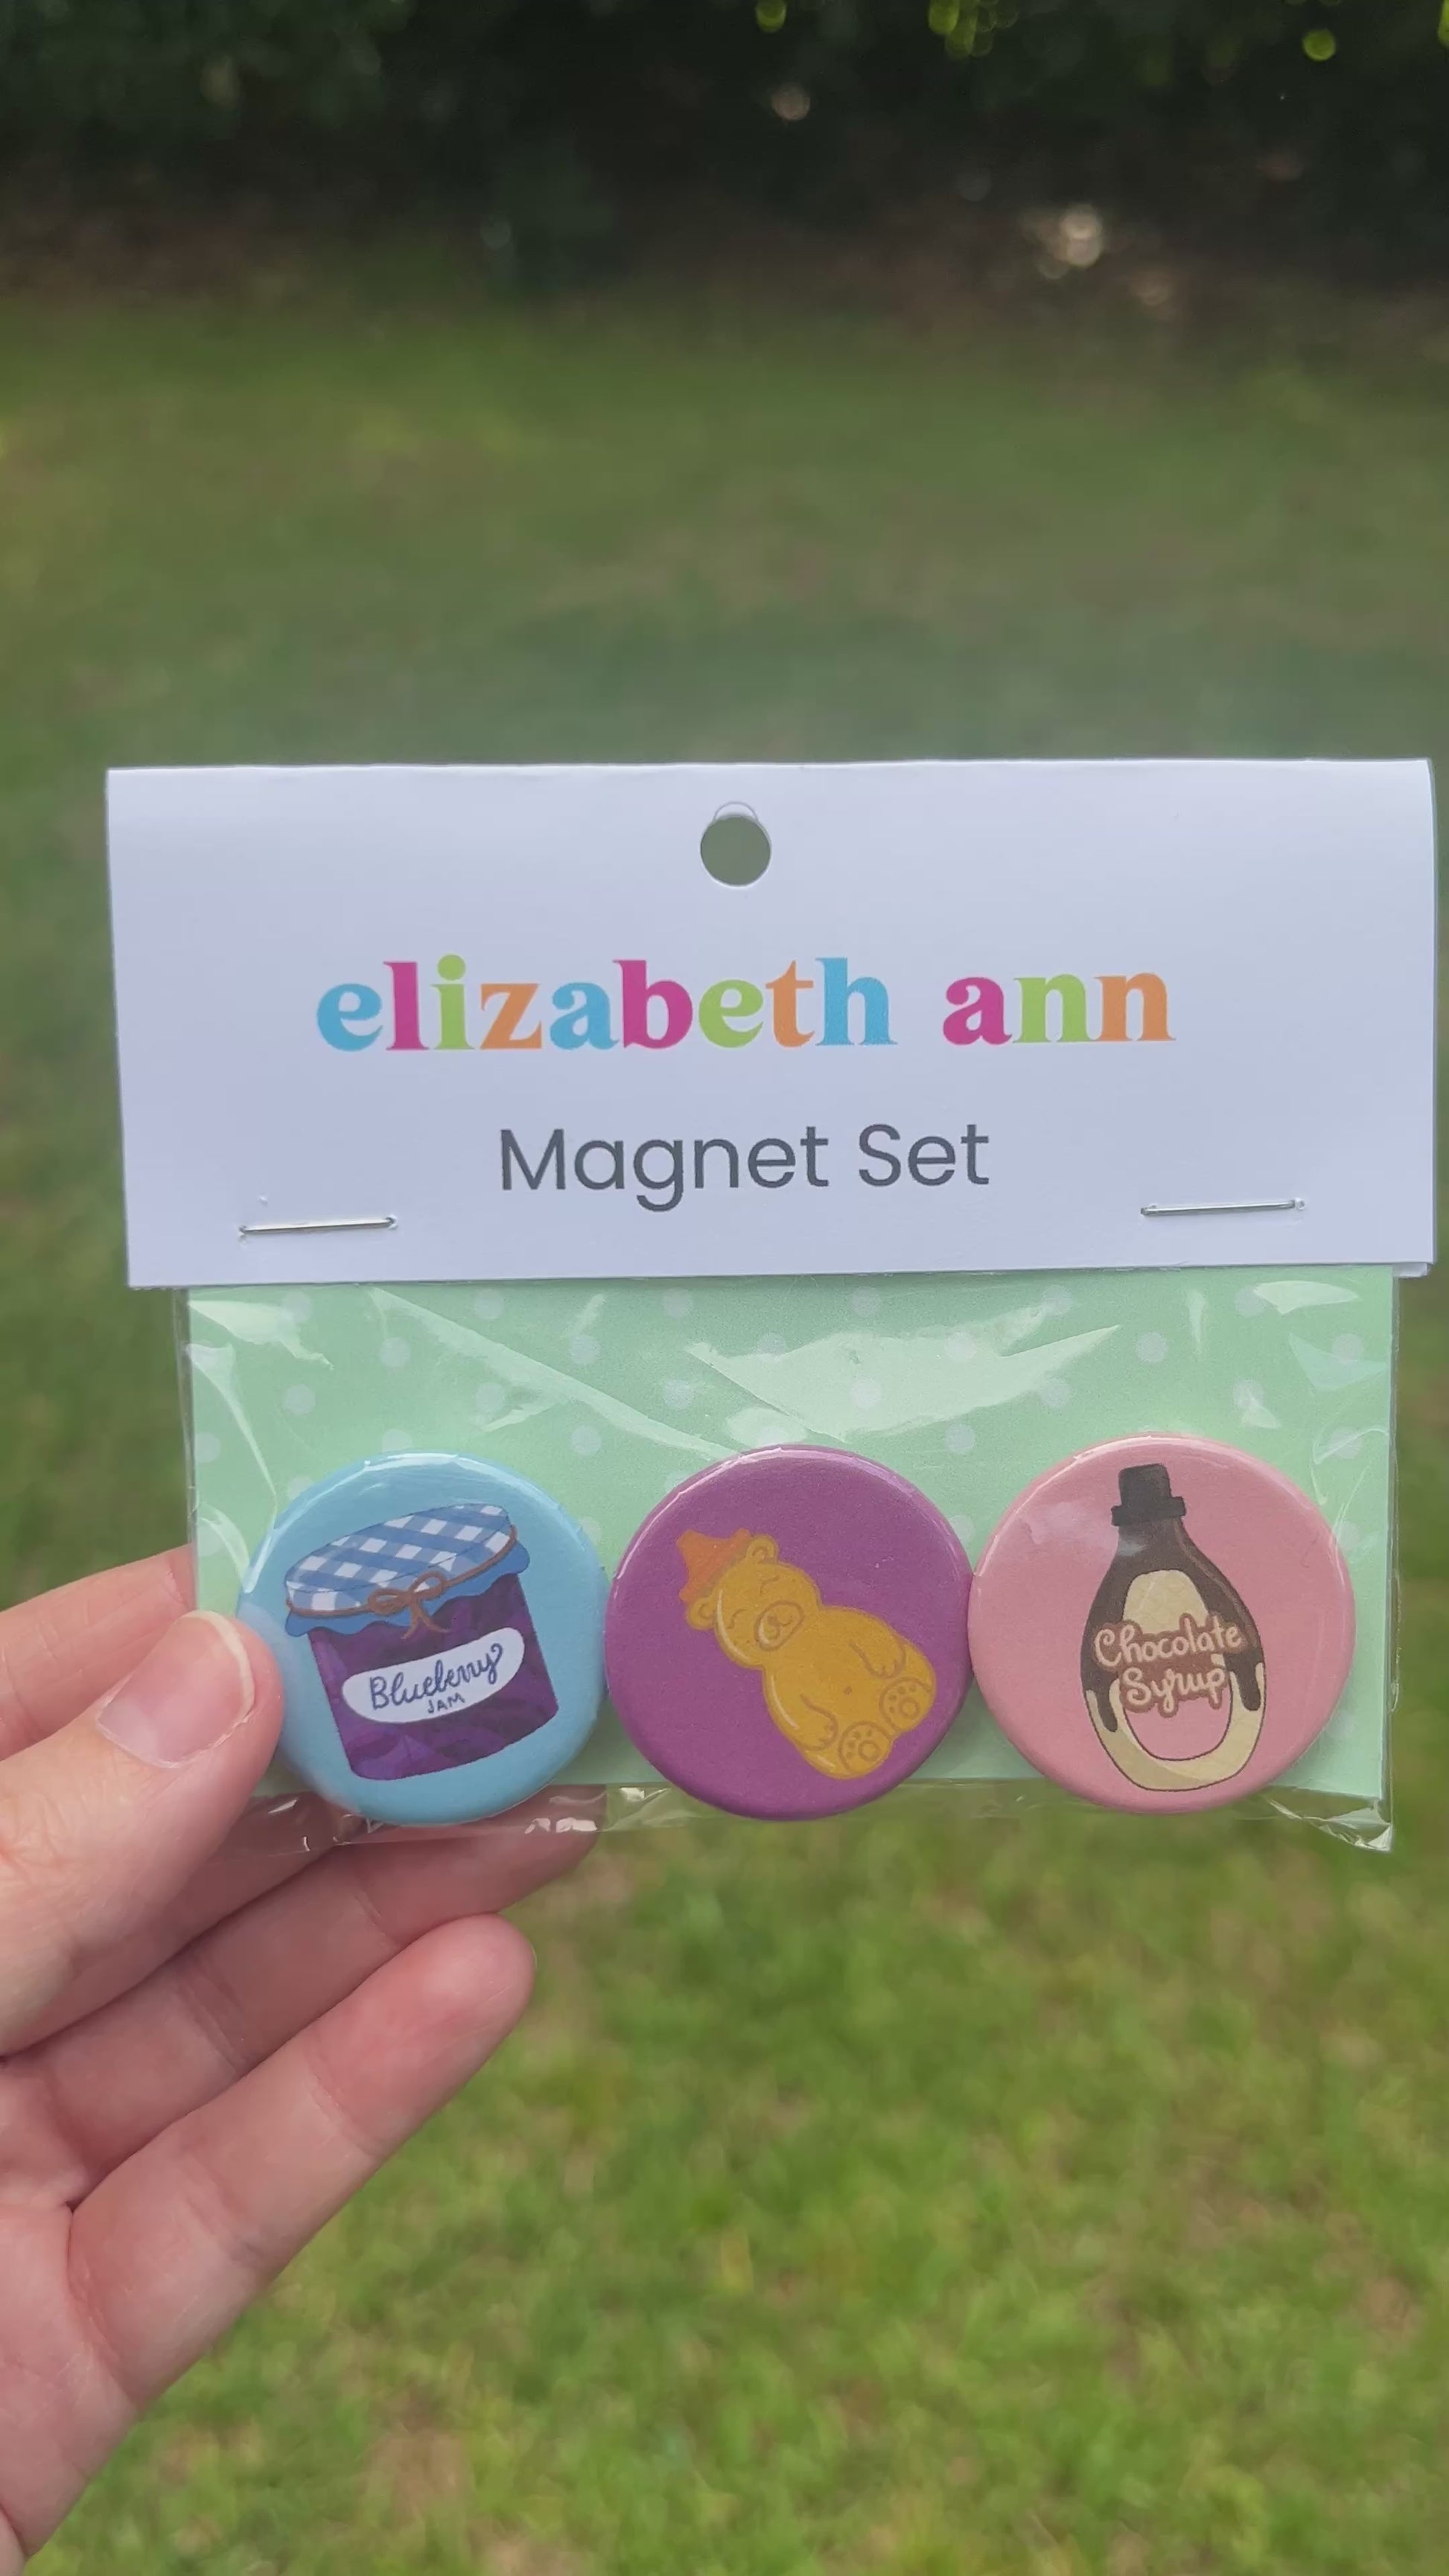 elizabeth ann
Magnet Set
Blueberry
JAM
Chocolate
Syrup